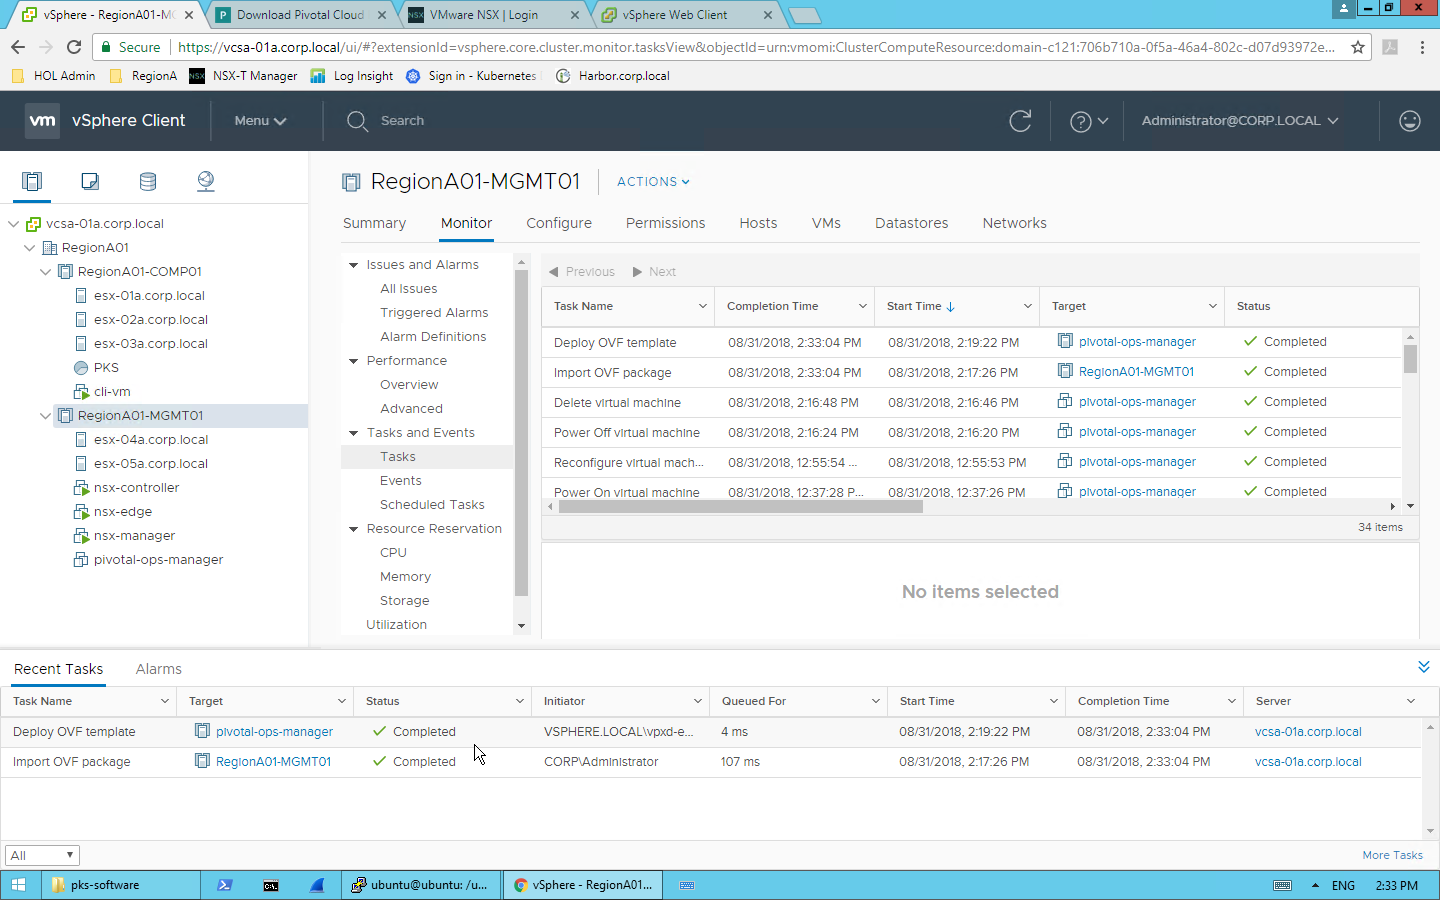 vSphere - RegionA01-MG
Download Pivotal Cloud
VMware NSX | Login
vSphere Web Client
Secure
https://vcsa-01a.corp.local/ui/#?extensionId=vsphere.core.cluster.monitor.tasksView&objectId=urn:vmomi:ClusterComputeResource:domain-c121:706b710a-0f5a-46a4-802c-d07d93972e...
HOL Admin
RegionA
NSX-T Manager
Log Insight
Sign in - Kubernetes
Harbor.corp.local
vm vSphere Client
Menu
Search
Administrator@CORP.LOCAL
vcsa-01a.corp.local
RegionA01
RegionA01-COMP01
esx-01a.corp.local
esx-02a.corp.local
esx-03a.corp.local
PKS
cli-vm
RegionA01-MGMT01
esx-04a.corp.local
esx-05a.corp.local
nsx-controller
nsx-edge
nsx-manager
pivotal-ops-manager
RegionA01-MGMT01
ACTIONS
Summary Monitor Configure Permissions Hosts VMs Datastores Networks
Issues and Alarms
All Issues
Triggered Alarms
Alarm Definitions
Performance
Overview
Advanced
Tasks and Events
Tasks
Events
Scheduled Tasks
Resource Reservation
CPU
Memory
Storage
Utilization
Previous Next
Task Name Completion Time Start Time Target Status
Deploy OVF template 08/31/2018, 2:33:04 PM 08/31/2018, 2:19:22 PM pivotal-ops-manager Completed
Import OVF package 08/31/2018, 2:33:04 PM 08/31/2018, 2:17:26 PM RegionA01-MGMT01 Completed
Delete virtual machine 08/31/2018, 2:16:48 PM 08/31/2018, 2:16:46 PM pivotal-ops-manager Completed
Power Off virtual machine 08/31/2018, 2:16:24 PM 08/31/2018, 2:16:20 PM pivotal-ops-manager Completed
Reconfigure virtual mach... 08/31/2018, 12:55:54 ... 08/31/2018, 12:55:53 PM pivotal-ops-manager Completed
Power On virtual machine 08/31/2018, 12:37:28 P... 08/31/2018, 12:37:26 PM pivotal-ops-manager Completed
34 items
No items selected
Recent Tasks Alarms
Task Name Target Status Initiator Queued For Start Time Completion Time Server
Deploy OVF template pivotal-ops-manager Completed VSPHERE.LOCAL\vpxd-e... 4 ms 08/31/2018, 2:19:22 PM 08/31/2018, 2:33:04 PM vcsa-01a.corp.local
Import OVF package RegionA01-MGMT01 Completed CORP\Administrator 107 ms 08/31/2018, 2:17:26 PM 08/31/2018, 2:33:04 PM vcsa-01a.corp.local
All
More Tasks
pks-software
ubuntu@ubuntu: /u...
vSphere - RegionA01...
ENG
2:33 PM